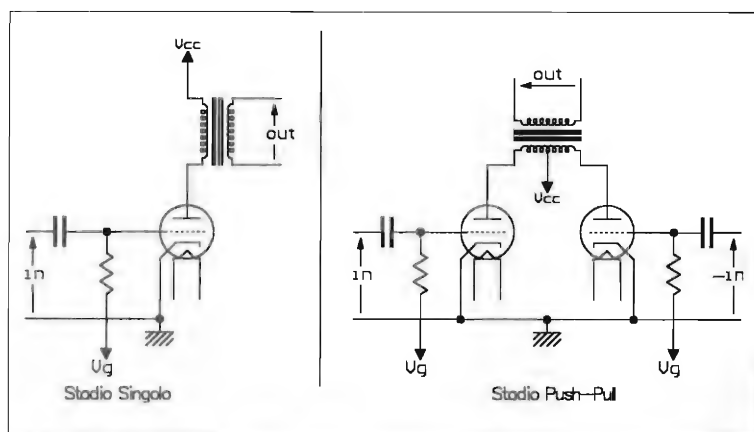 Vcc
out
in
Vg
Stadio Singolo
out
Vcc
in
-in
Vg
Vg
Stadio Push-Pull